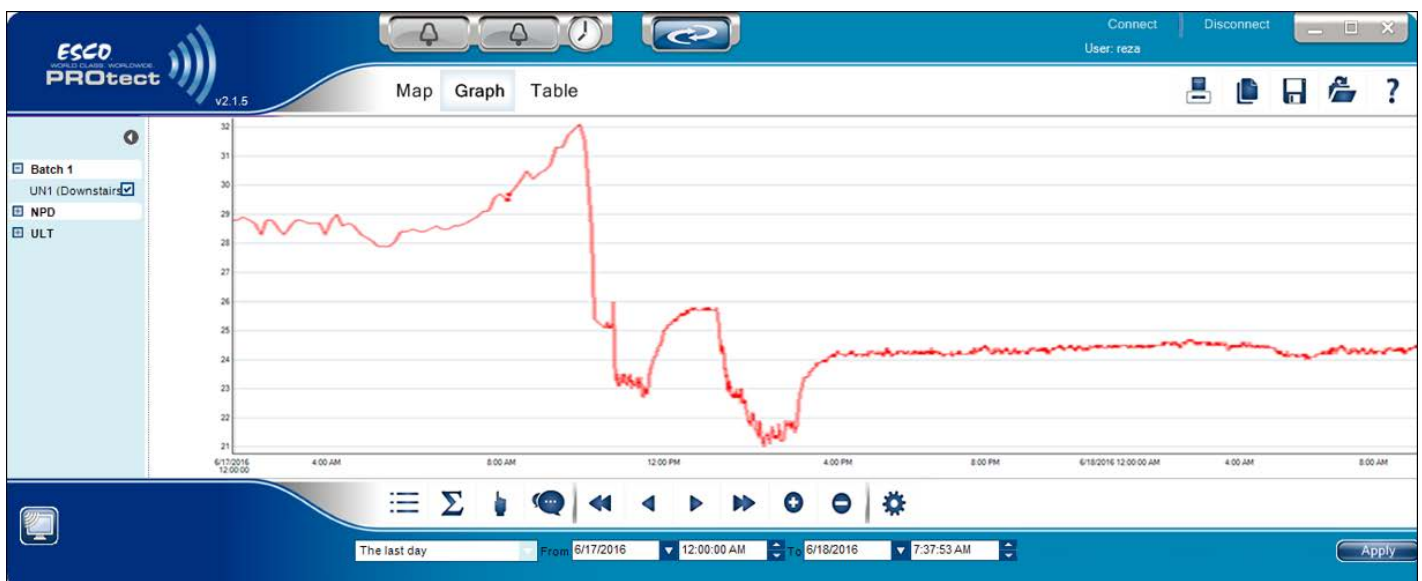 Connect Disconnect
User: reza
ESCO
WORLD CLASS. WORLDWIDE.
PROtect
v2.1.5
Map Graph Table
?
Batch 1
UN1 (Downstairs
NPD
ULT
32
31
30
29
28
27
26
25
24
23
22
21
6/17/2016 12:00:00
4:00 AM
8:00 AM
12:00 PM
4:00 PM
8:00 PM
6/18/2016 12:00:00 AM
4:00 AM
8:00 AM
The last day From 6/17/2016 12:00:00 AM To 6/18/2016 7:37:53 AM Apply